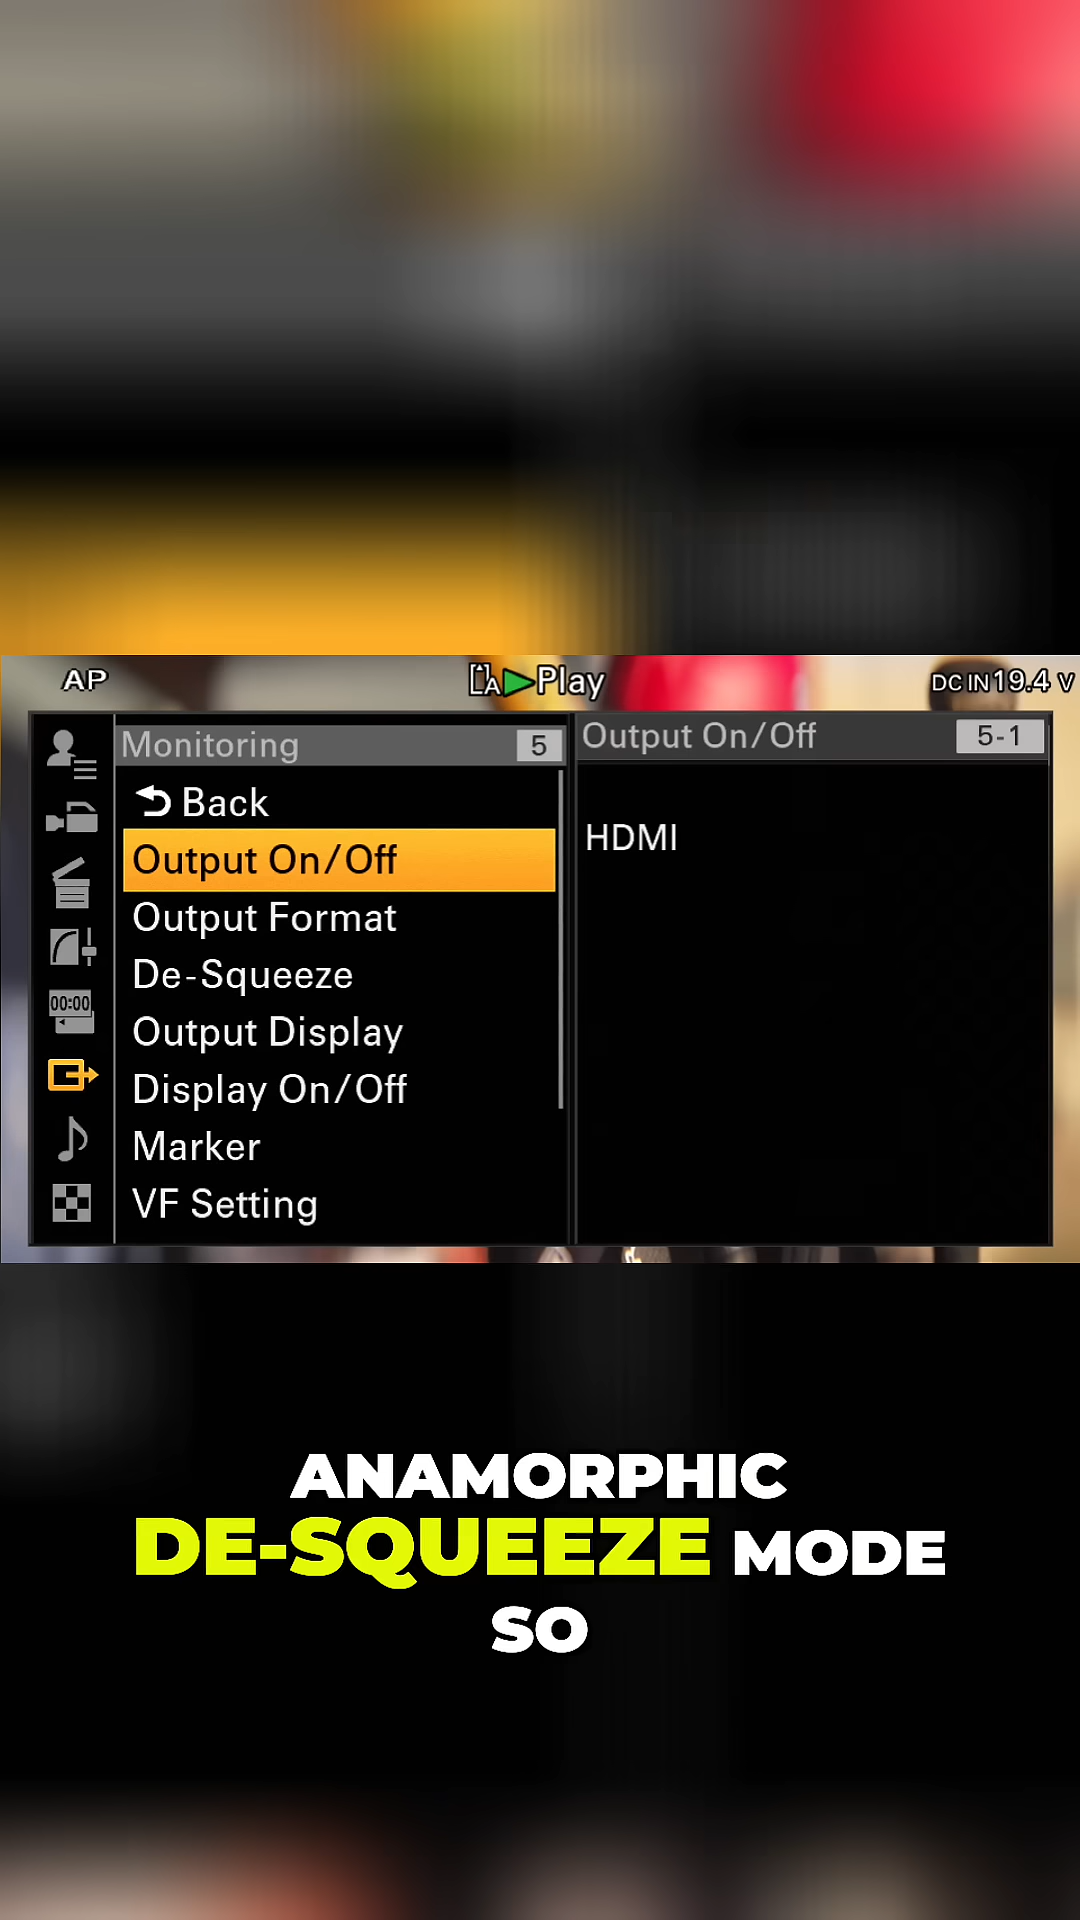 AP
A Play
DC IN 19.4 V
Monitoring 5
Output On/Off 5-1
Back
HDMI
Output On/Off
Output Format
De-Squeeze
Output Display
Display On/Off
Marker
VF Setting
00:00
ANAMORPHIC
DE-SQUEEZE MODE
SO